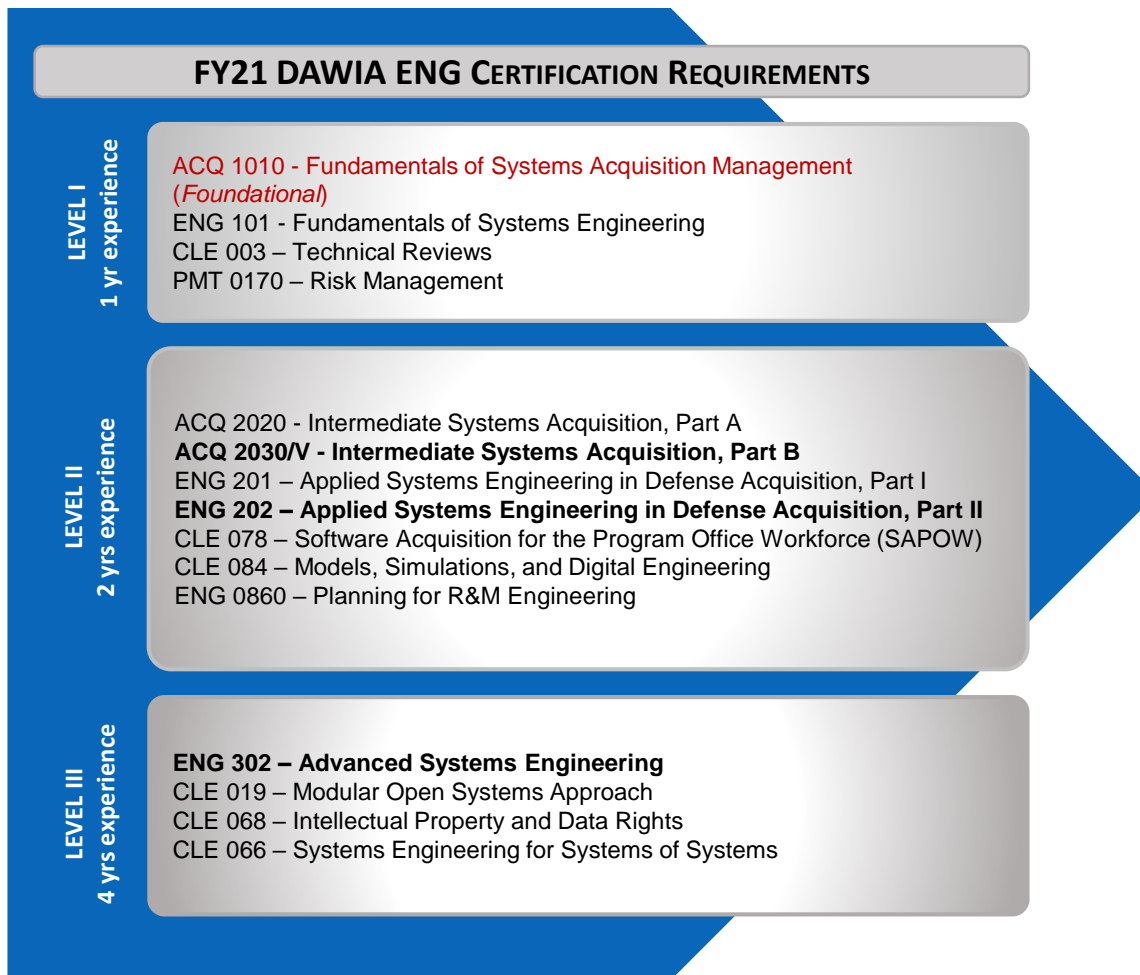 FY21 DAWIA ENG CERTIFICATION REQUIREMENTS
LEVEL I
1 yr experience
ACQ 1010 - Fundamentals of Systems Acquisition Management
(Foundational)
ENG 101 - Fundamentals of Systems Engineering
CLE 003 – Technical Reviews
PMT 0170 – Risk Management
LEVEL II
2 yrs experience
ACQ 2020 - Intermediate Systems Acquisition, Part A
ACQ 2030/V - Intermediate Systems Acquisition, Part B
ENG 201 – Applied Systems Engineering in Defense Acquisition, Part I
ENG 202 – Applied Systems Engineering in Defense Acquisition, Part II
CLE 078 – Software Acquisition for the Program Office Workforce (SAPOW)
CLE 084 – Models, Simulations, and Digital Engineering
ENG 0860 – Planning for R&M Engineering
LEVEL III
4 yrs experience
ENG 302 – Advanced Systems Engineering
CLE 019 – Modular Open Systems Approach
CLE 068 – Intellectual Property and Data Rights
CLE 066 – Systems Engineering for Systems of Systems